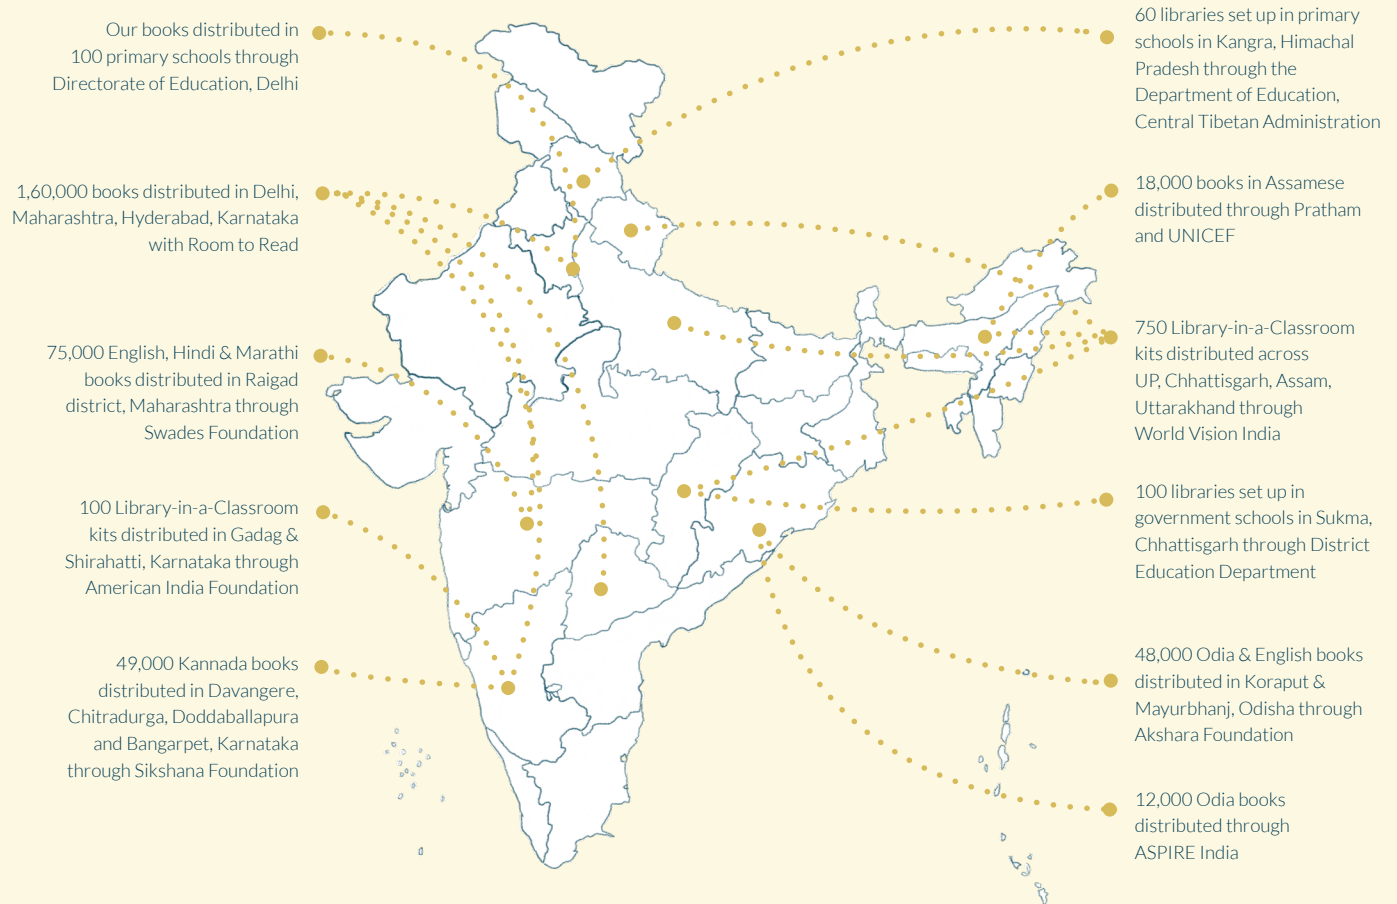 Our books distributed in
100 primary schools through
Directorate of Education, Delhi
1,60,000 books distributed in Delhi,
Maharashtra, Hyderabad, Karnataka
with Room to Read
75,000 English, Hindi & Marathi
books distributed in Raigad
district, Maharashtra through
Swades Foundation
100 Library-in-a-Classroom
kits distributed in Gadag &
Shirahatti, Karnataka through
American India Foundation
49,000 Kannada books
distributed in Davangere,
Chitradurga, Doddaballapura
and Bangarpet, Karnataka
through Sikshana Foundation
60 libraries set up in primary
schools in Kangra, Himachal
Pradesh through the
Department of Education,
Central Tibetan Administration
18,000 books in Assamese
distributed through Pratham
and UNICEF
750 Library-in-a-Classroom
kits distributed across
UP, Chhattisgarh, Assam,
Uttarakhand through
World Vision India
100 libraries set up in
government schools in Sukma,
Chhattisgarh through District
Education Department
48,000 Odia & English books
distributed in Koraput &
Mayurbhanj, Odisha through
Akshara Foundation
12,000 Odia books
distributed through
ASPIRE India